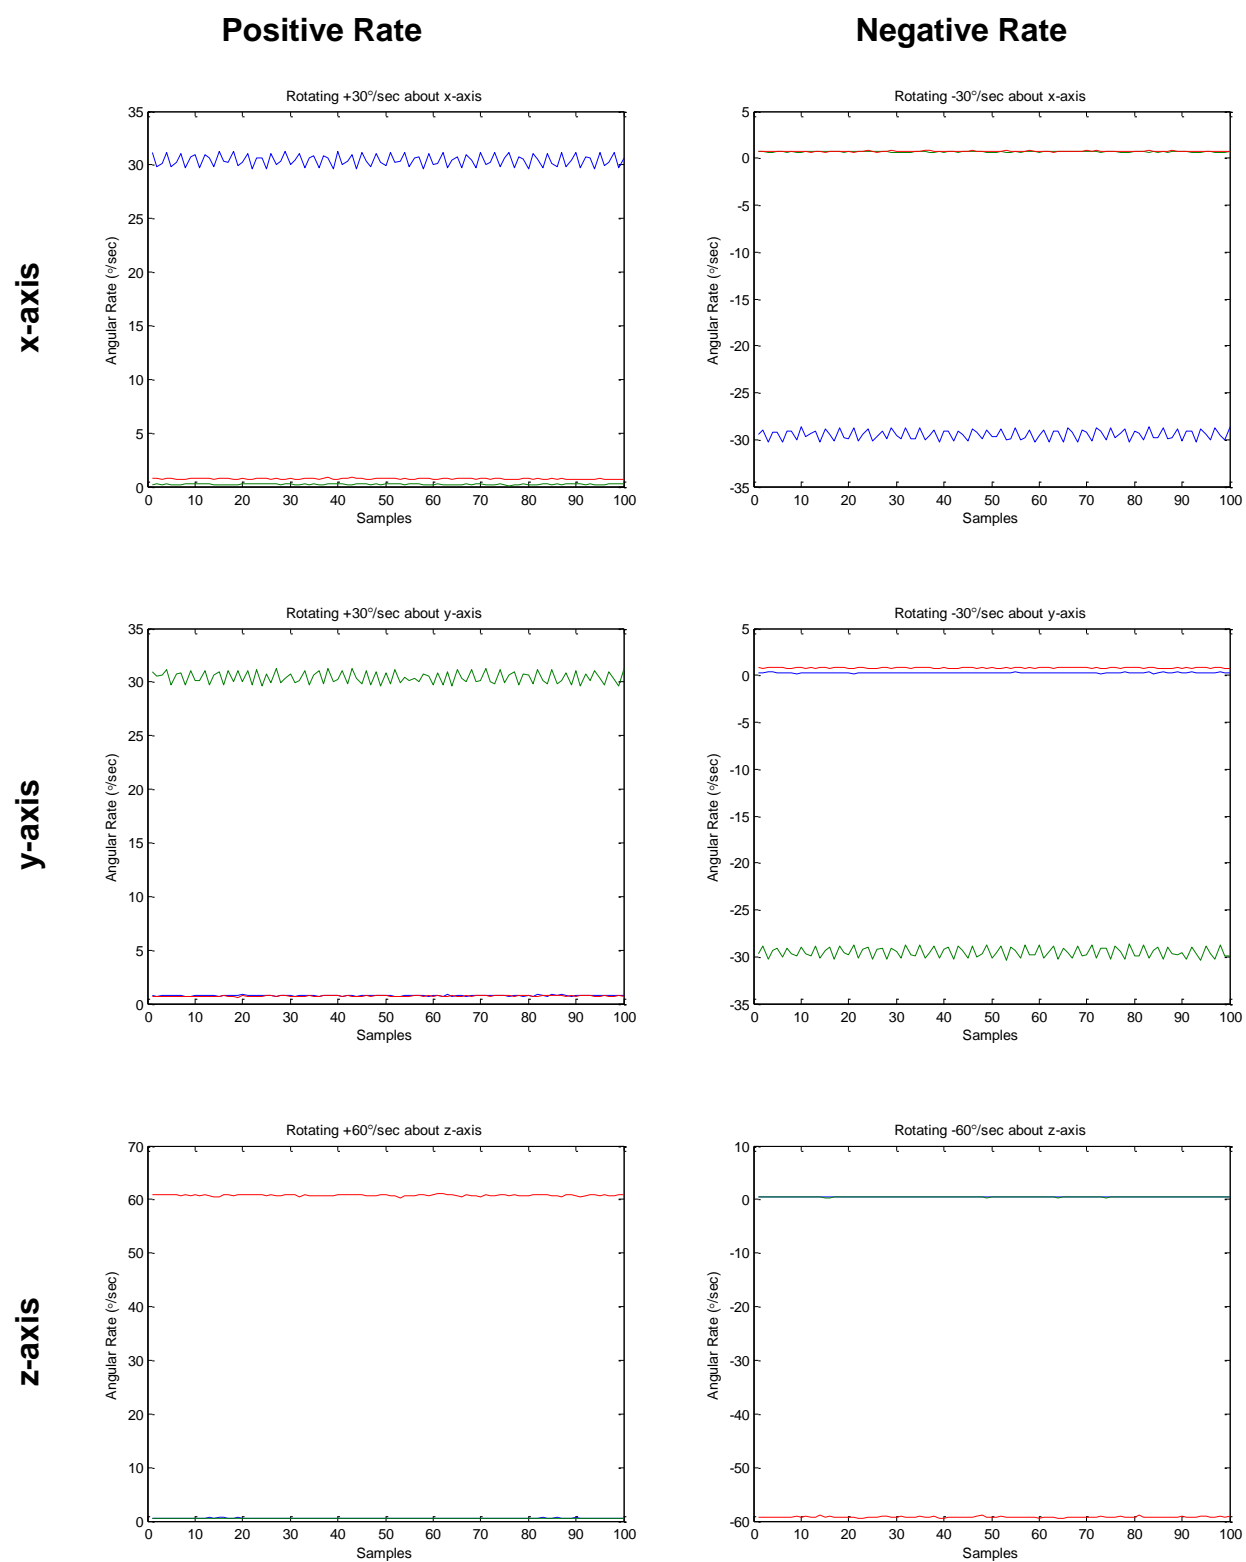 Positive Rate
Negative Rate
x-axis
Rotating +30°/sec about x-axis
35
30
25
20
15
10
5
0
Angular Rate (°/sec)
0 10 20 30 40 50 60 70 80 90 100
Samples
Rotating -30°/sec about x-axis
5
0
-5
-10
-15
-20
-25
-30
-35
Angular Rate (°/sec)
0 10 20 30 40 50 60 70 80 90 100
Samples
y-axis
Rotating +30°/sec about y-axis
35
30
25
20
15
10
5
0
Angular Rate (°/sec)
0 10 20 30 40 50 60 70 80 90 100
Samples
Rotating -30°/sec about y-axis
5
0
-5
-10
-15
-20
-25
-30
-35
Angular Rate (°/sec)
0 10 20 30 40 50 60 70 80 90 100
Samples
z-axis
Rotating +60°/sec about z-axis
70
60
50
40
30
20
10
0
Angular Rate (°/sec)
0 10 20 30 40 50 60 70 80 90 100
Samples
Rotating -60°/sec about z-axis
10
0
-10
-20
-30
-40
-50
-60
Angular Rate (°/sec)
0 10 20 30 40 50 60 70 80 90 100
Samples